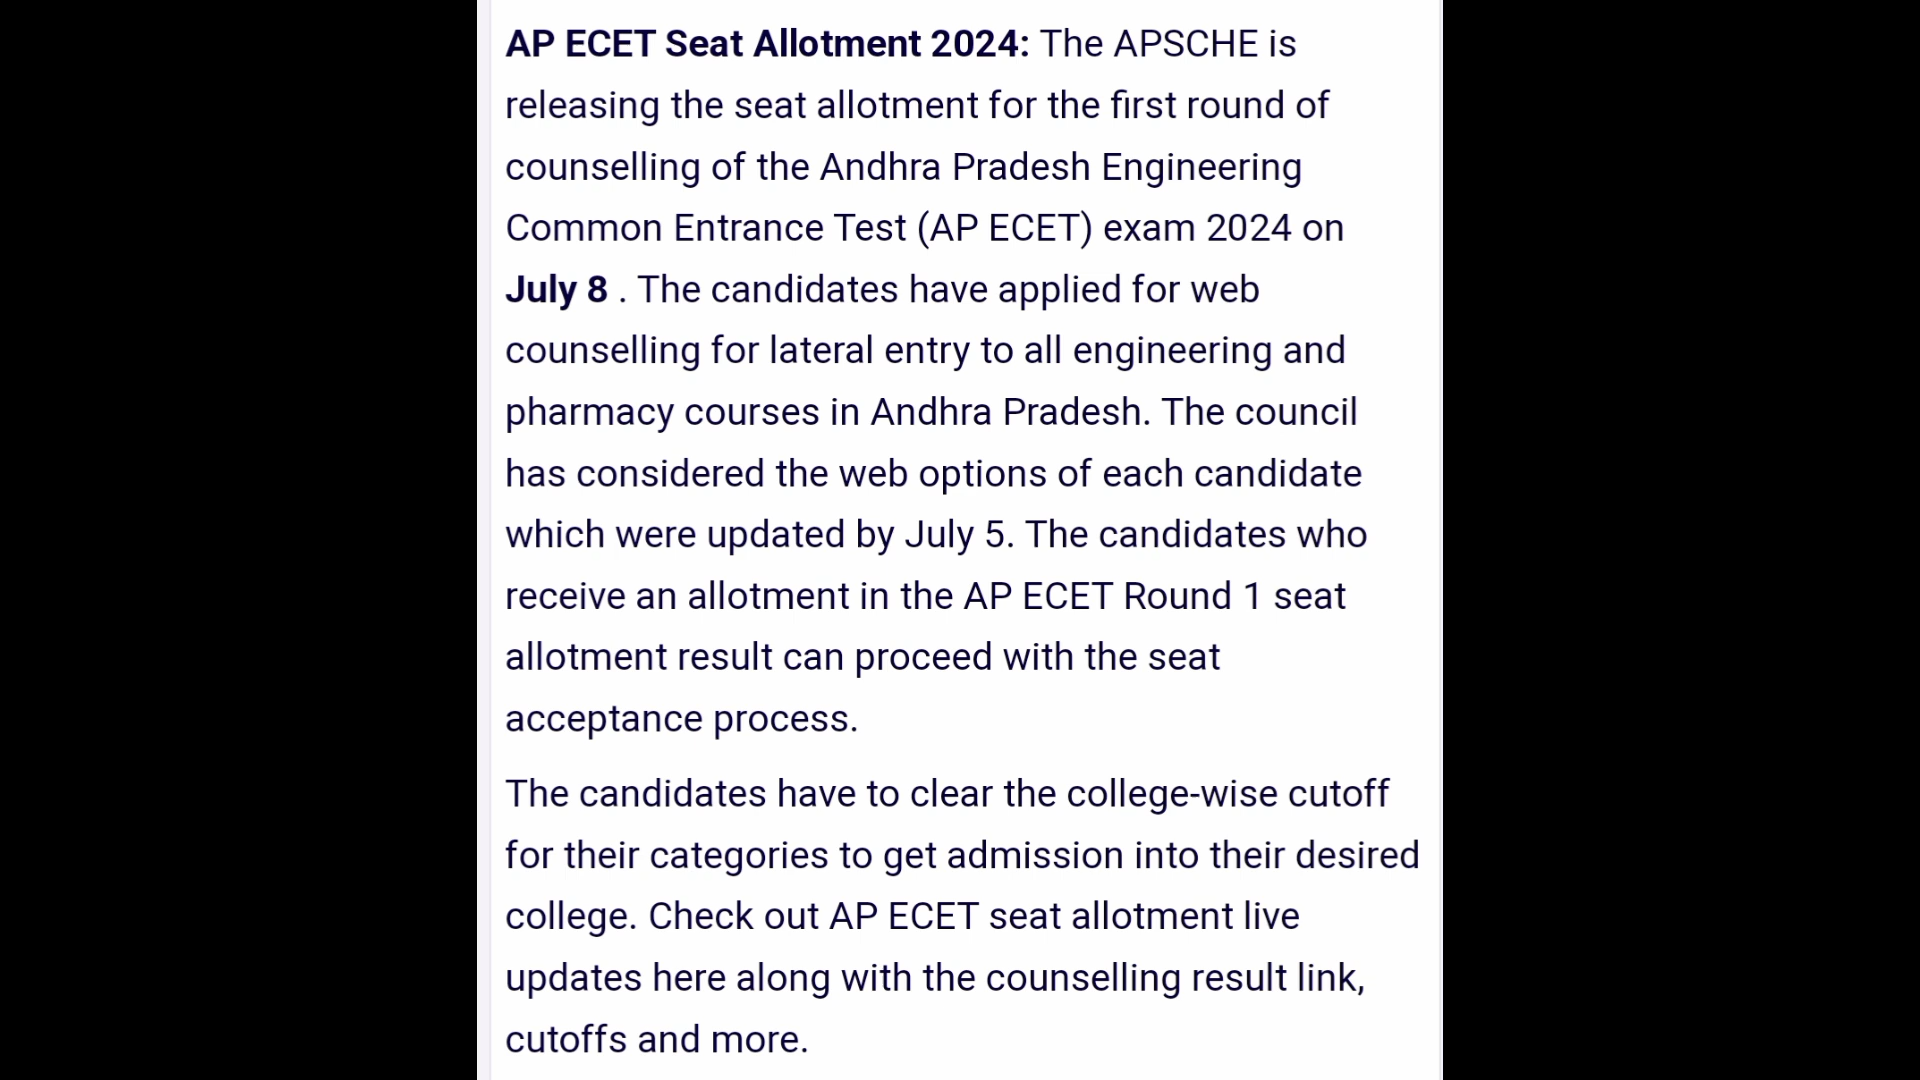 AP ECET Seat Allotment 2024: The APSCHE is
releasing the seat allotment for the first round of
counselling of the Andhra Pradesh Engineering
Common Entrance Test (AP ECET) exam 2024 on
July 8 . The candidates have applied for web
counselling for lateral entry to all engineering and
pharmacy courses in Andhra Pradesh. The council
has considered the web options of each candidate
which were updated by July 5. The candidates who
receive an allotment in the AP ECET Round 1 seat
allotment result can proceed with the seat
acceptance process.
The candidates have to clear the college-wise cutoff
for their categories to get admission into their desired
college. Check out AP ECET seat allotment live
updates here along with the counselling result link,
cutoffs and more.